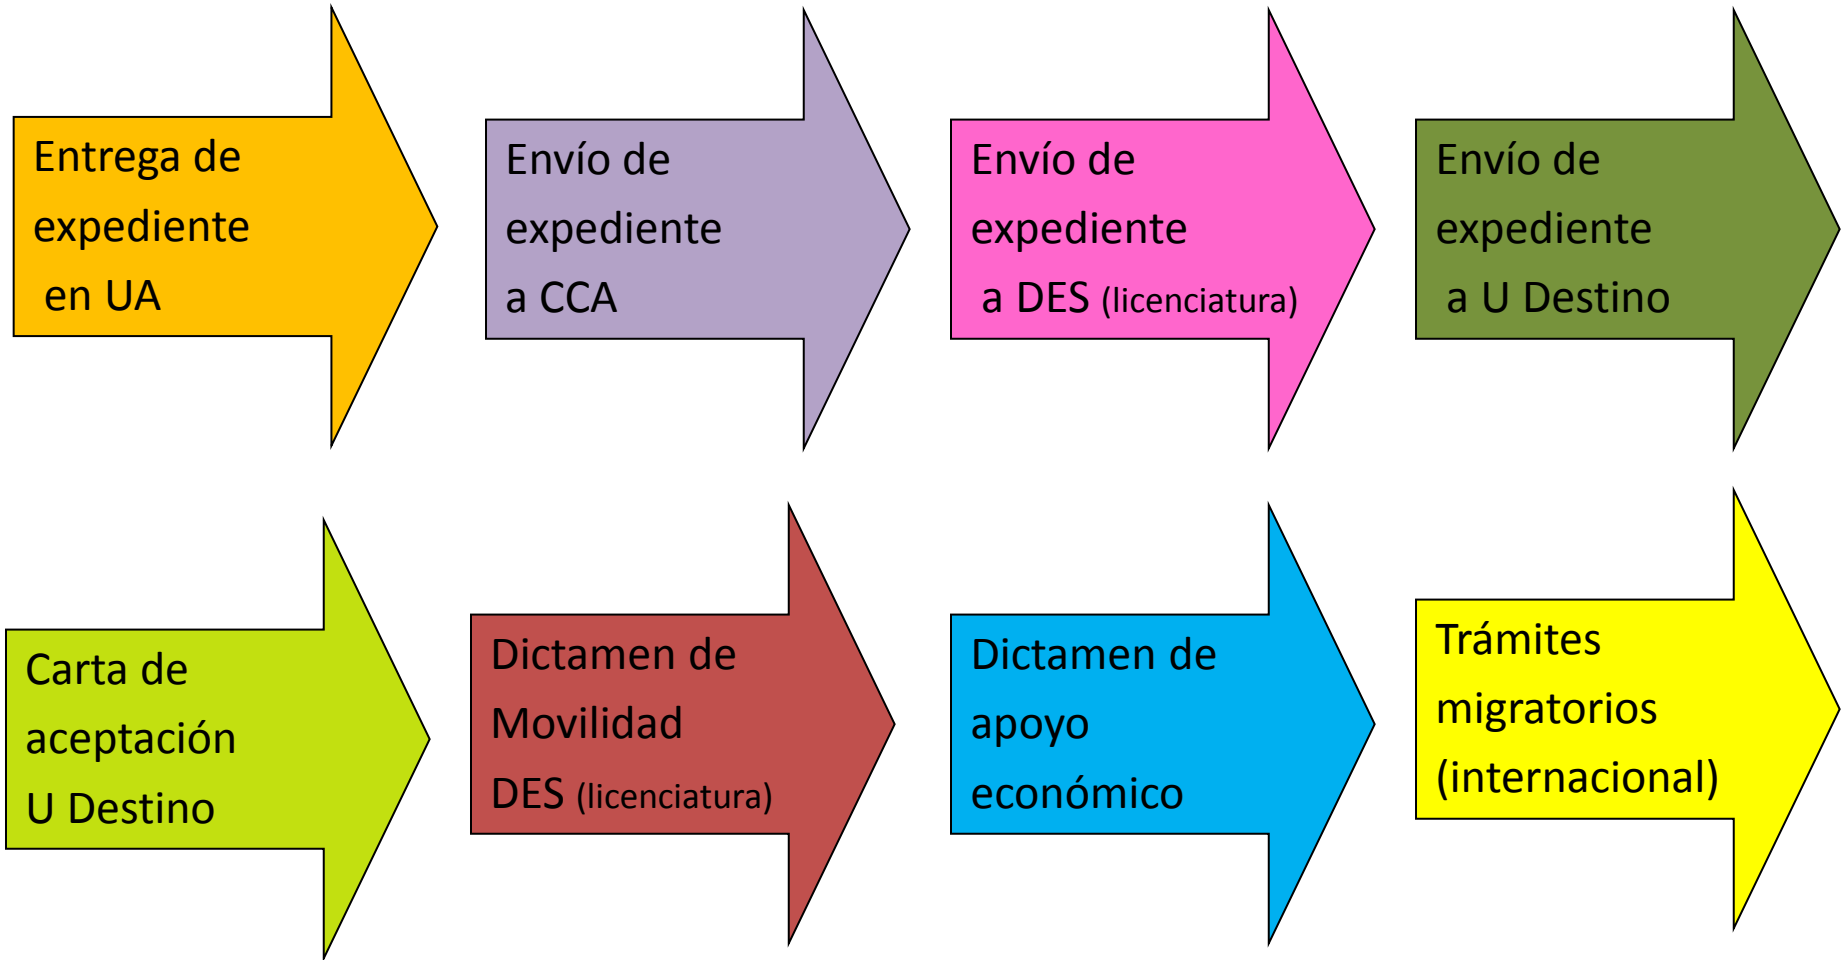 Entrega de
expediente
en UA
Envío de
expediente
a CCA
Envío de
expediente
a DES (licenciatura)
Envío de
expediente
a U Destino
Carta de
aceptación
U Destino
Dictamen de
Movilidad
DES (licenciatura)
Dictamen de
apoyo
económico
Trámites
migratorios
(internacional)